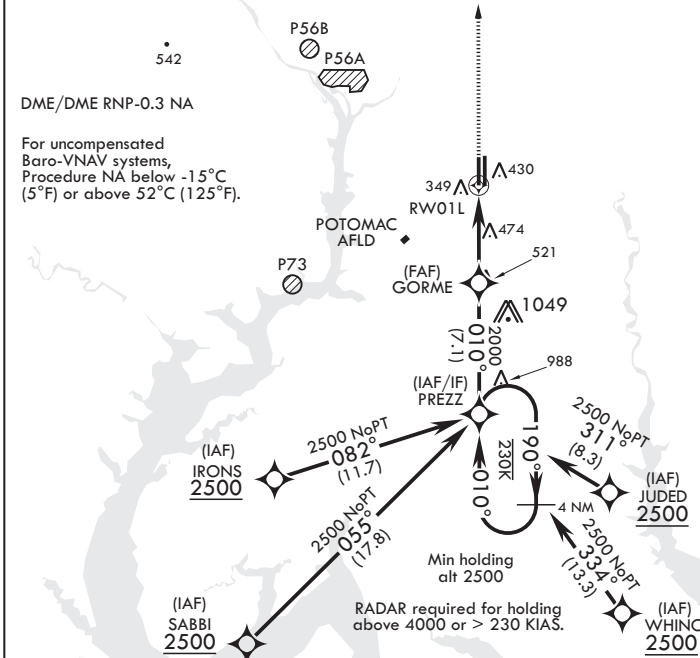 P56B
542
P56A
DME/DME RNP-0.3 NA
For uncompensated
Baro-VNAV systems,
Procedure NA below -15°C
(5°F) or above 52°C (125°F).
349
430
RW01L
POTOMAC
AFLD
474
521
P73
(FAF)
GORME
1049
2000
010°
(7.1)
988
(IAF/IF)
PREZZ
2500 NoPT
082°
(11.7)
(IAF)
IRONS
2500
230K
190°
010°
4 NM
2500 NoPT
311°
(8.3)
(IAF)
JUDED
2500
2500 NoPT
055°
(17.8)
2500 NoPT
334°
(13.3)
Min holding
alt 2500
RADAR required for holding
above 4000 or > 230 KIAS.
(IAF)
SABBI
2500
(IAF)
2500